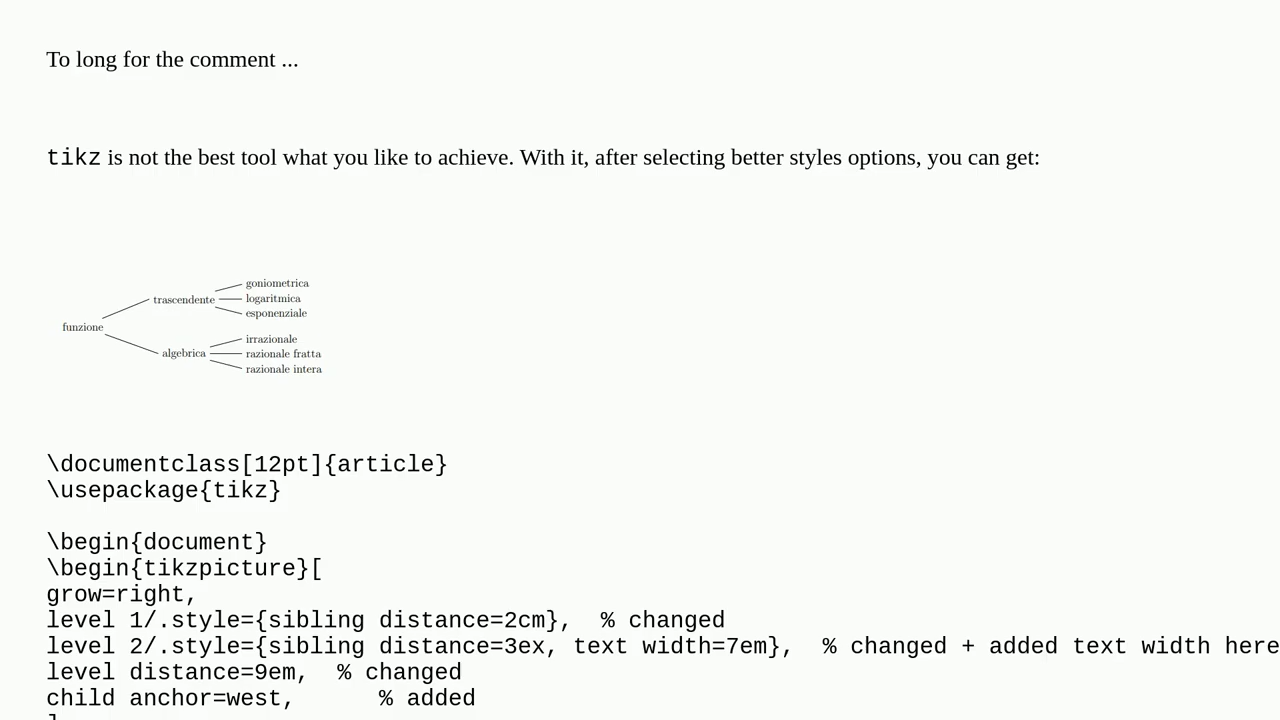 To long for the comment ...
tikz is not the best tool what you like to achieve. With it, after selecting better styles options, you can get:
goniometrica
trascendente logaritmica
esponenziale
funzione
irrazionale
algebrica razionale fratta
razionale intera
\documentclass[12pt]{article}
\usepackage{tikz}
\begin{document}
\begin{tikzpicture}[
grow=right,
level 1/.style={sibling distance=2cm},  % changed
level 2/.style={sibling distance=3ex, text width=7em},  % changed + added text width here
level distance=9em,  % changed
child anchor=west,      % added